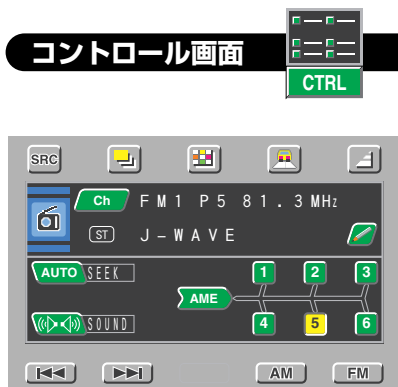 コントロール画面
CTRL
SRC
Ch FM1 P5 81.3MHz
ST J-WAVE
AUTO SEEK 1 2 3
AME
SOUND 4 5 6
AM FM